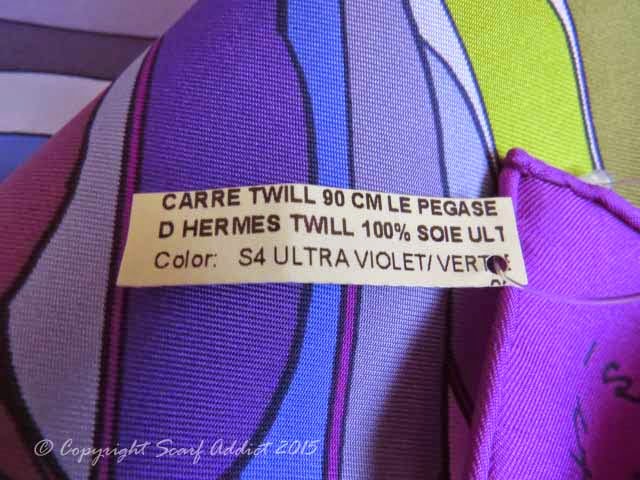 CARRE TWILL 90 CM LE PEGASE
D HERMES TWILL 100% SOIE ULT
Color: S4 ULTRA VIOLET/ VERT
© Copyright Scarf Addict 2015